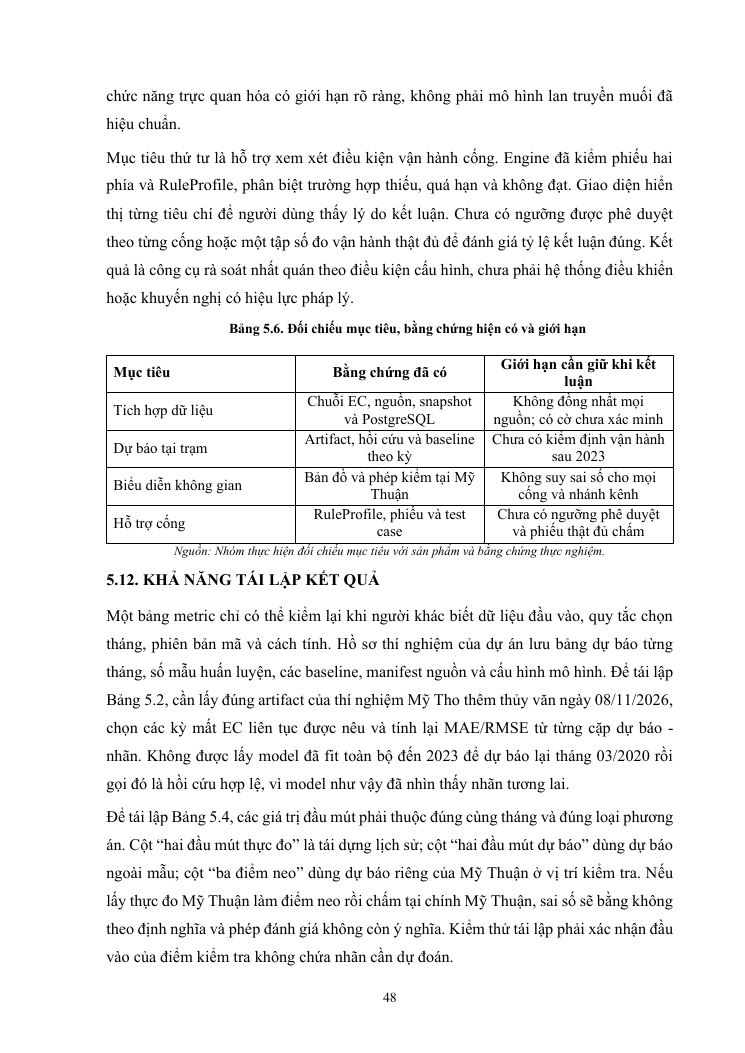 chức năng trực quan hóa có giới hạn rõ ràng, không phải mô hình lan truyền muối đã
hiệu chuẩn.
Mục tiêu thứ tư là hỗ trợ xem xét điều kiện vận hành cống. Engine đã kiểm phiếu hai
phía và RuleProfile, phân biệt trường hợp thiếu, quá hạn và không đạt. Giao diện hiển
thị từng tiêu chí để người dùng thấy lý do kết luận. Chưa có ngưỡng được phê duyệt
theo từng cống hoặc một tập số đo vận hành thật đủ để đánh giá tỷ lệ kết luận đúng. Kết
quả là công cụ rà soát nhất quán theo điều kiện cấu hình, chưa phải hệ thống điều khiển
hoặc khuyến nghị có hiệu lực pháp lý.
Bảng 5.6. Đối chiếu mục tiêu, bằng chứng hiện có và giới hạn
Mục tiêu
Bằng chứng đã có
Giới hạn cần giữ khi kết
luận
Tích hợp dữ liệu
Chuỗi EC, nguồn, snapshot
và PostgreSQL
Không đồng nhất mọi
nguồn; có cờ chưa xác minh
Dự báo tại trạm
Artifact, hồi cứu và baseline
theo kỳ
Chưa có kiểm định vận hành
sau 2023
Biểu diễn không gian
Bản đồ và phép kiểm tại Mỹ
Thuận
Không suy sai số cho mọi
cống và nhánh kênh
Hỗ trợ cống
RuleProfile, phiếu và test
case
Chưa có ngưỡng phê duyệt
và phiếu thật đủ chấm
Nguồn: Nhóm thực hiện đối chiếu mục tiêu với sản phẩm và bằng chứng thực nghiệm.
5.12. KHẢ NĂNG TÁI LẬP KẾT QUẢ
Một bảng metric chỉ có thể kiểm lại khi người khác biết dữ liệu đầu vào, quy tắc chọn
tháng, phiên bản mã và cách tính. Hồ sơ thí nghiệm của dự án lưu bảng dự báo từng
tháng, số mẫu huấn luyện, các baseline, manifest nguồn và cấu hình mô hình. Để tái lập
Bảng 5.2, cần lấy đúng artifact của thí nghiệm Mỹ Tho thêm thủy văn ngày 08/11/2026,
chọn các kỳ mất EC liên tục được nêu và tính lại MAE/RMSE từ từng cặp dự báo -
nhãn. Không được lấy model đã fit toàn bộ đến 2023 để dự báo lại tháng 03/2020 rồi
gọi đó là hồi cứu hợp lệ, vì model như vậy đã nhìn thấy nhãn tương lai.
Để tái lập Bảng 5.4, các giá trị đầu mút phải thuộc đúng cùng tháng và đúng loại phương
án. Cột “hai đầu mút thực đo” là tái dựng lịch sử; cột “hai đầu mút dự báo” dùng dự báo
ngoài mẫu; cột “ba điểm neo” dùng dự báo riêng của Mỹ Thuận ở vị trí kiểm tra. Nếu
lấy thực đo Mỹ Thuận làm điểm neo rồi chấm tại chính Mỹ Thuận, sai số sẽ bằng không
theo định nghĩa và phép đánh giá không còn ý nghĩa. Kiểm thử tái lập phải xác nhận đầu
vào của điểm kiểm tra không chứa nhãn cần dự đoán.
48